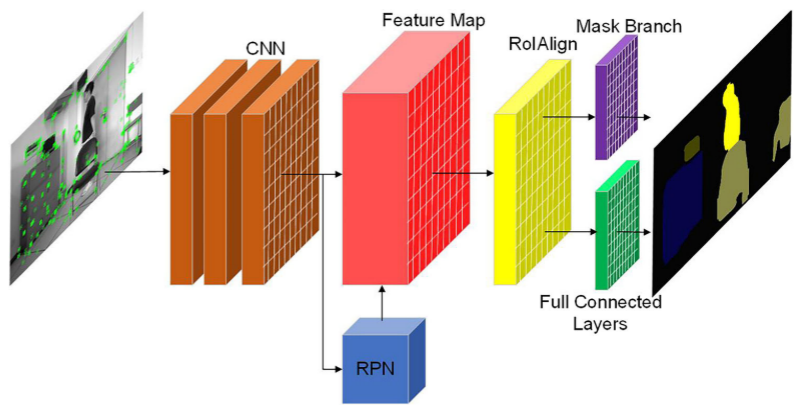 CNN
Feature Map
RoIAlign
Mask Branch
Full Connected
Layers
RPN